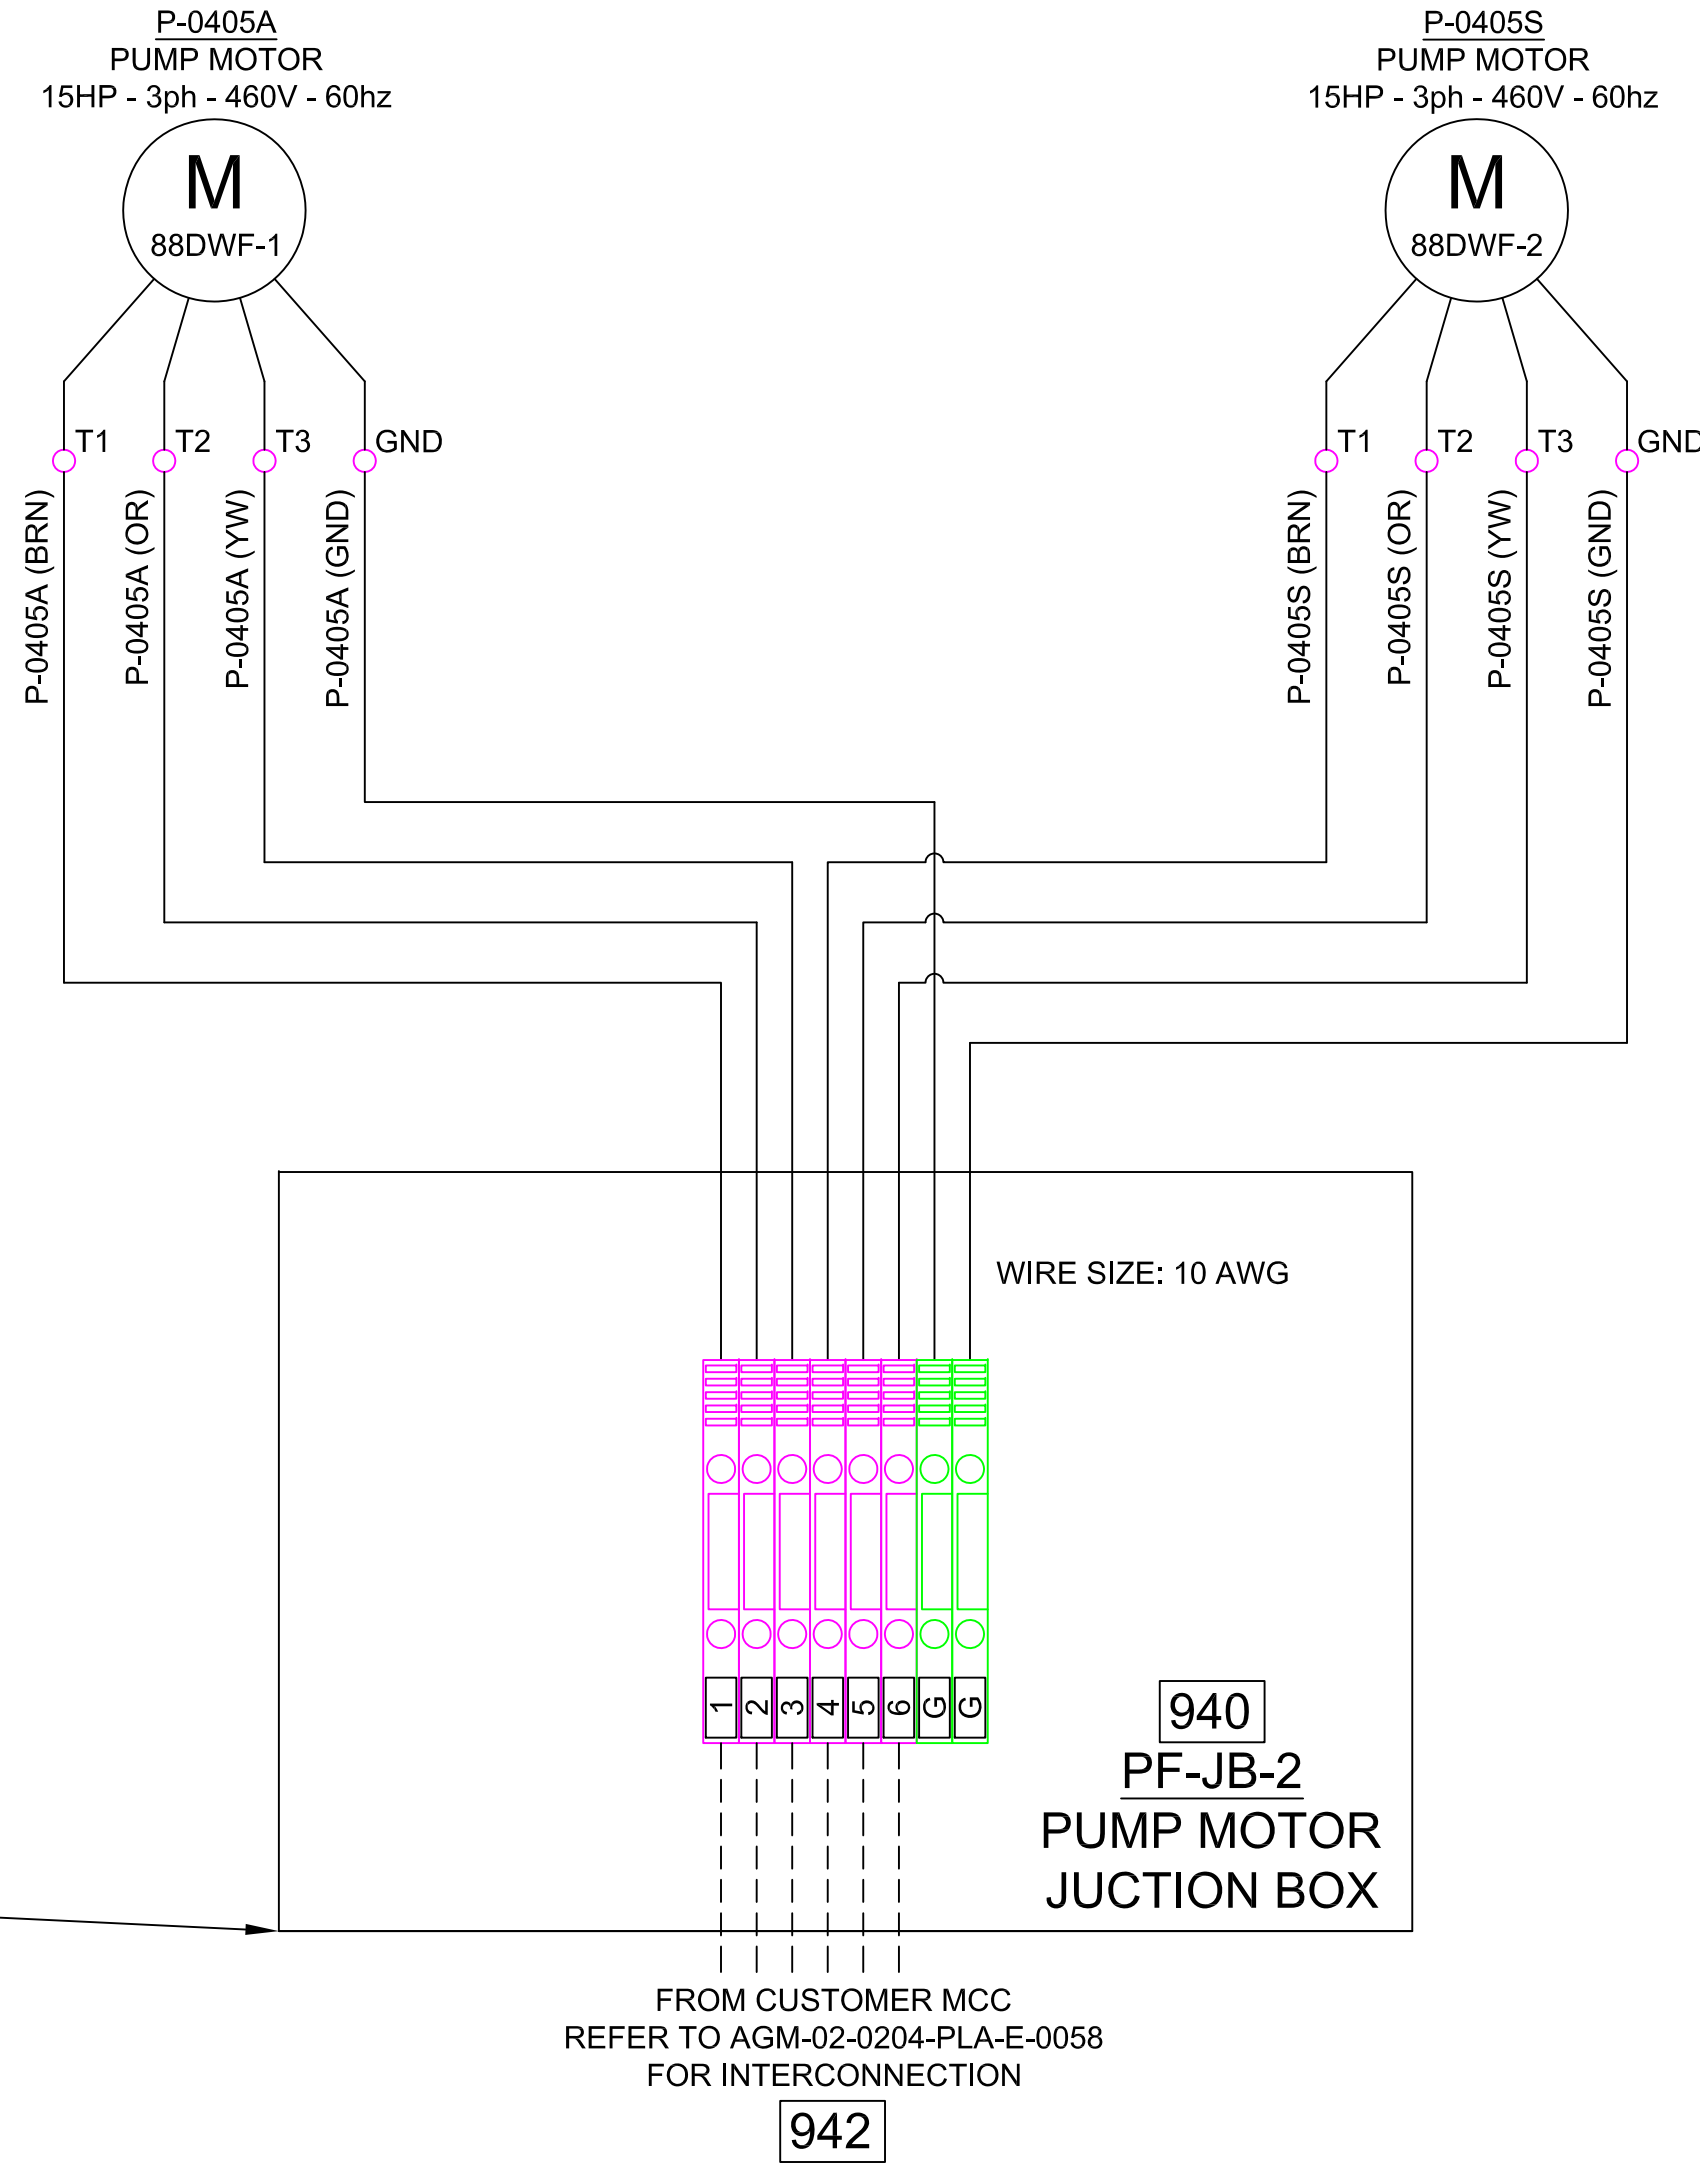 P-0405A
PUMP MOTOR
15HP - 3ph - 460V - 60hz
M
88DWF-1
T1
T2
T3
GND
P-0405A (BRN)
P-0405A (OR)
P-0405A (YW)
P-0405A (GND)
P-0405S
PUMP MOTOR
15HP - 3ph - 460V - 60hz
M
88DWF-2
T1
T2
T3
GND
P-0405S (BRN)
P-0405S (OR)
P-0405S (YW)
P-0405S (GND)
WIRE SIZE: 10 AWG
1
2
3
4
5
6
G
G
940
PF-JB-2
PUMP MOTOR
JUCTION BOX
FROM CUSTOMER MCC
REFER TO AGM-02-0204-PLA-E-0058
FOR INTERCONNECTION
942